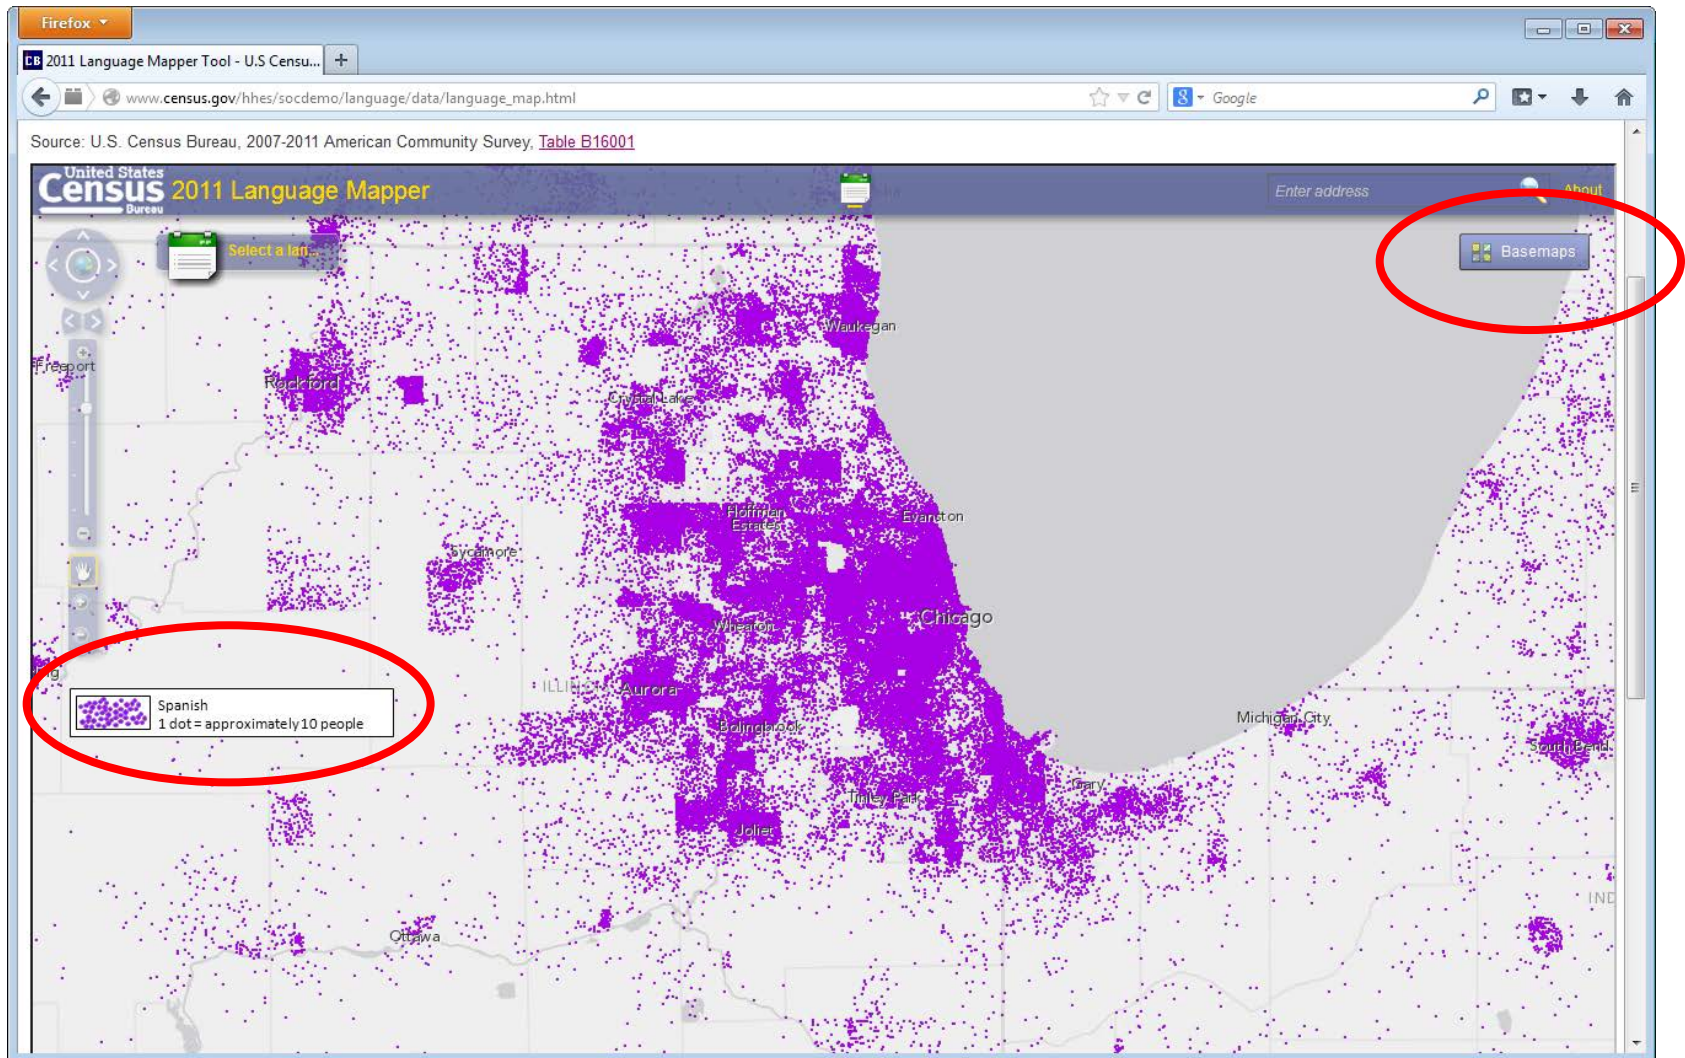 Firefox
CB 2011 Language Mapper Tool - U.S Censu...
www.census.gov/hhes/socdemo/language/data/language_map.html
Google
Source: U.S. Census Bureau, 2007-2011 American Community Survey, Table B16001
United States
Census
Bureau
2011 Language Mapper
Enter address
About
Select a lan...
Basemaps
Waukegan
Freeport
Rockford
Crystal Lake
Hoffman
Estates
Evanston
Sycamore
Chicago
Wheaton
Aurora
Spanish
1 dot = approximately 10 people
Bolingbrook
Michigan City
South Bend
Gary
Tinley Park
Joliet
IND
Ottawa